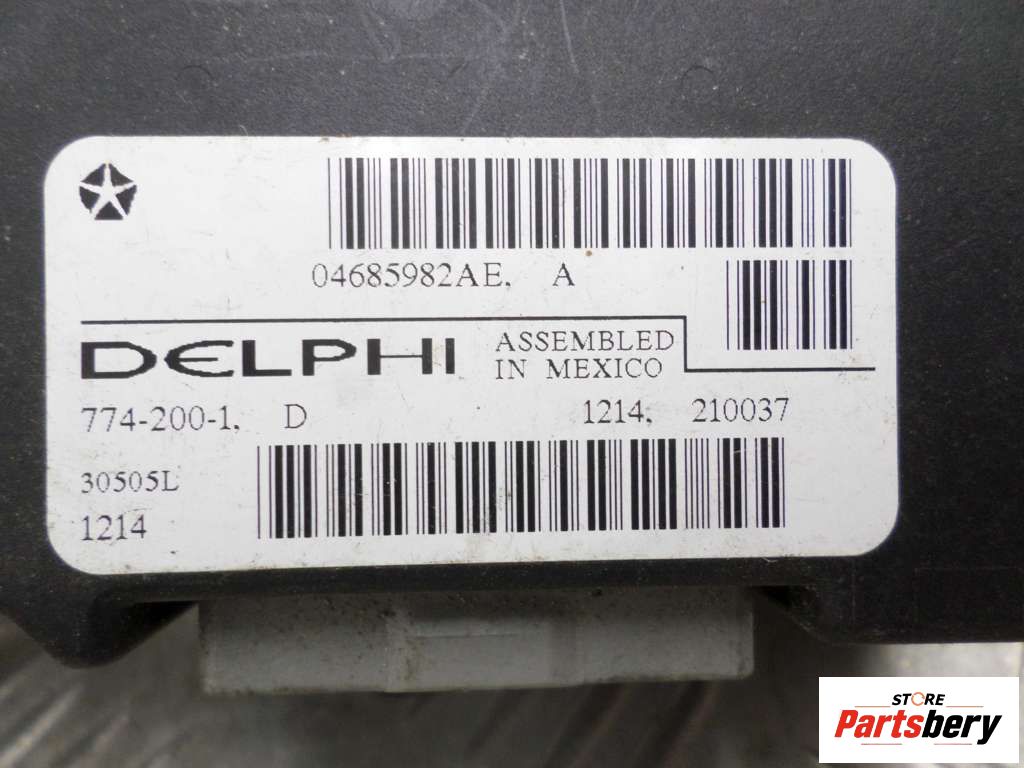 04685982AE, A
DELPHI
ASSEMBLED
IN MEXICO
774-200-1, D
1214, 210037
30505L
1214
STORE
Partsbery